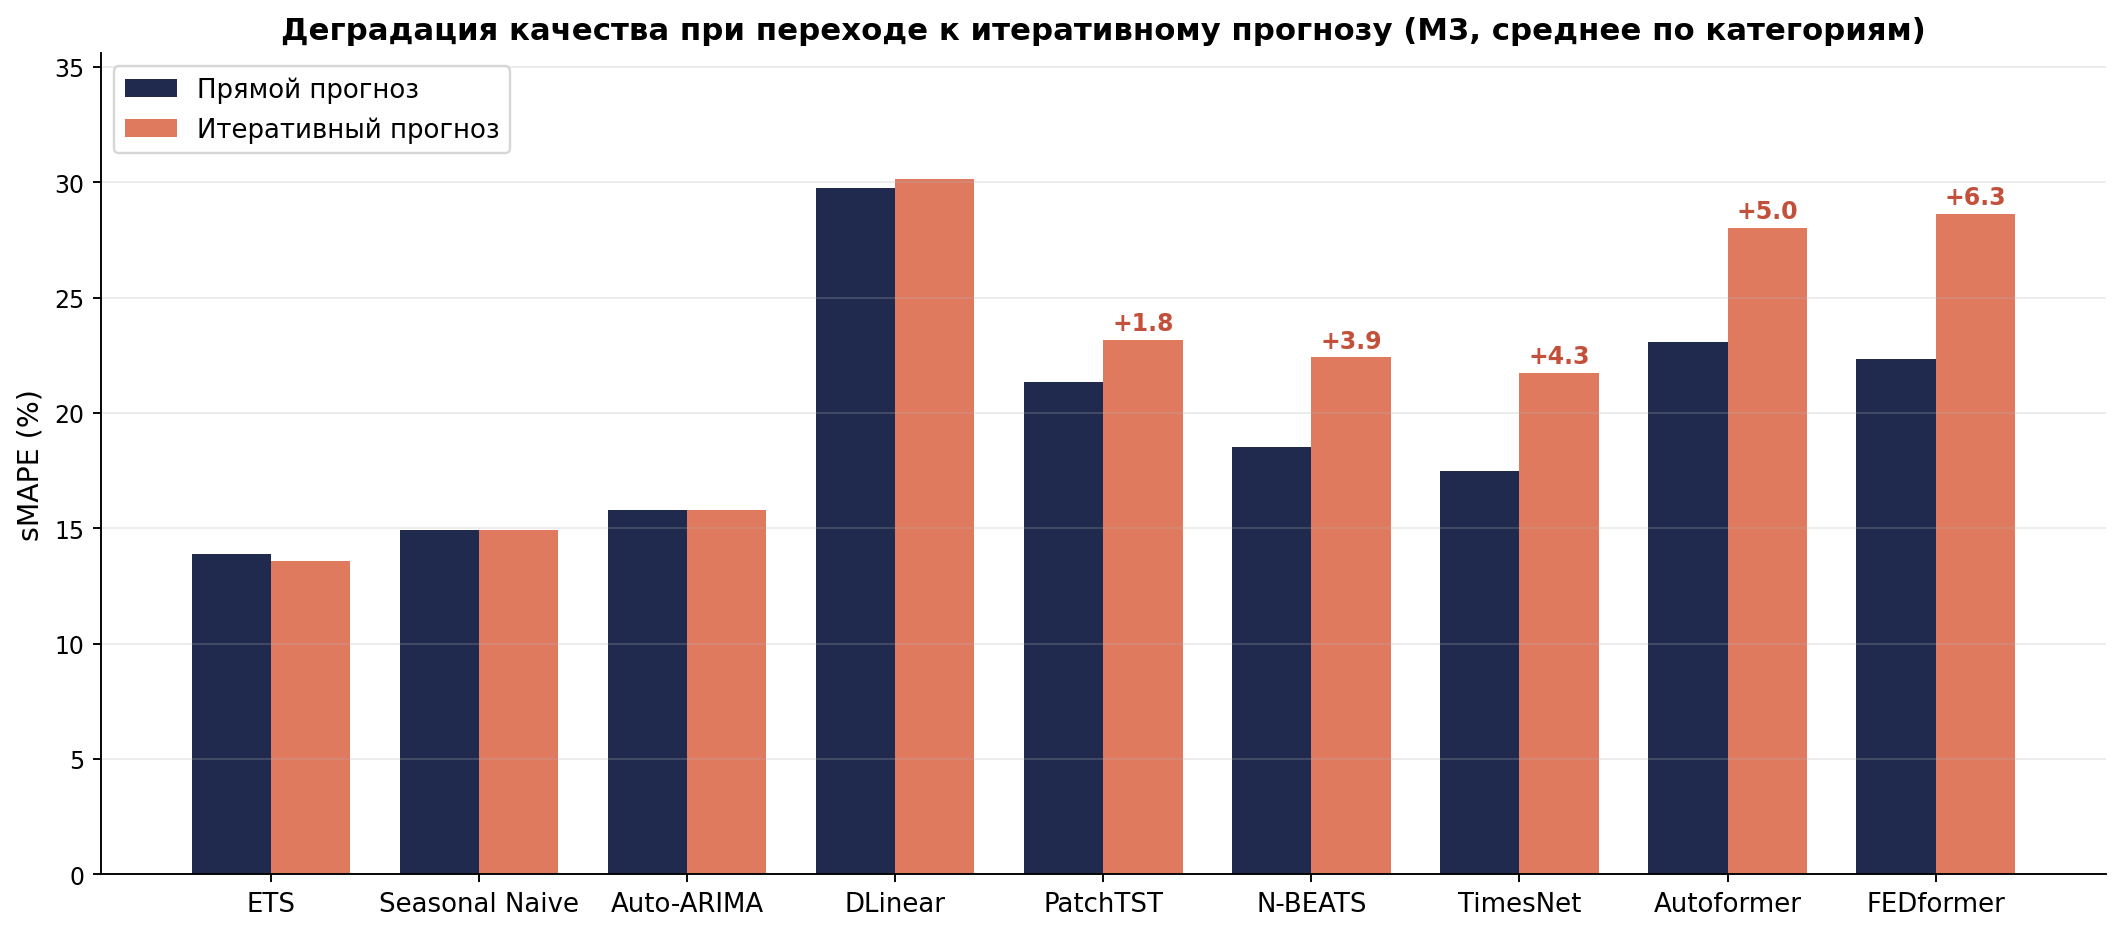 Деградация качества при переходе к итеративному прогнозу (М3, среднее по категориям)
Прямой прогноз
Итеративный прогноз
sMAPE (%)
35
30
25
20
15
10
5
0
+1.8
+3.9
+4.3
+5.0
+6.3
ETS
Seasonal Naive
Auto-ARIMA
DLinear
PatchTST
N-BEATS
TimesNet
Autoformer
FEDformer